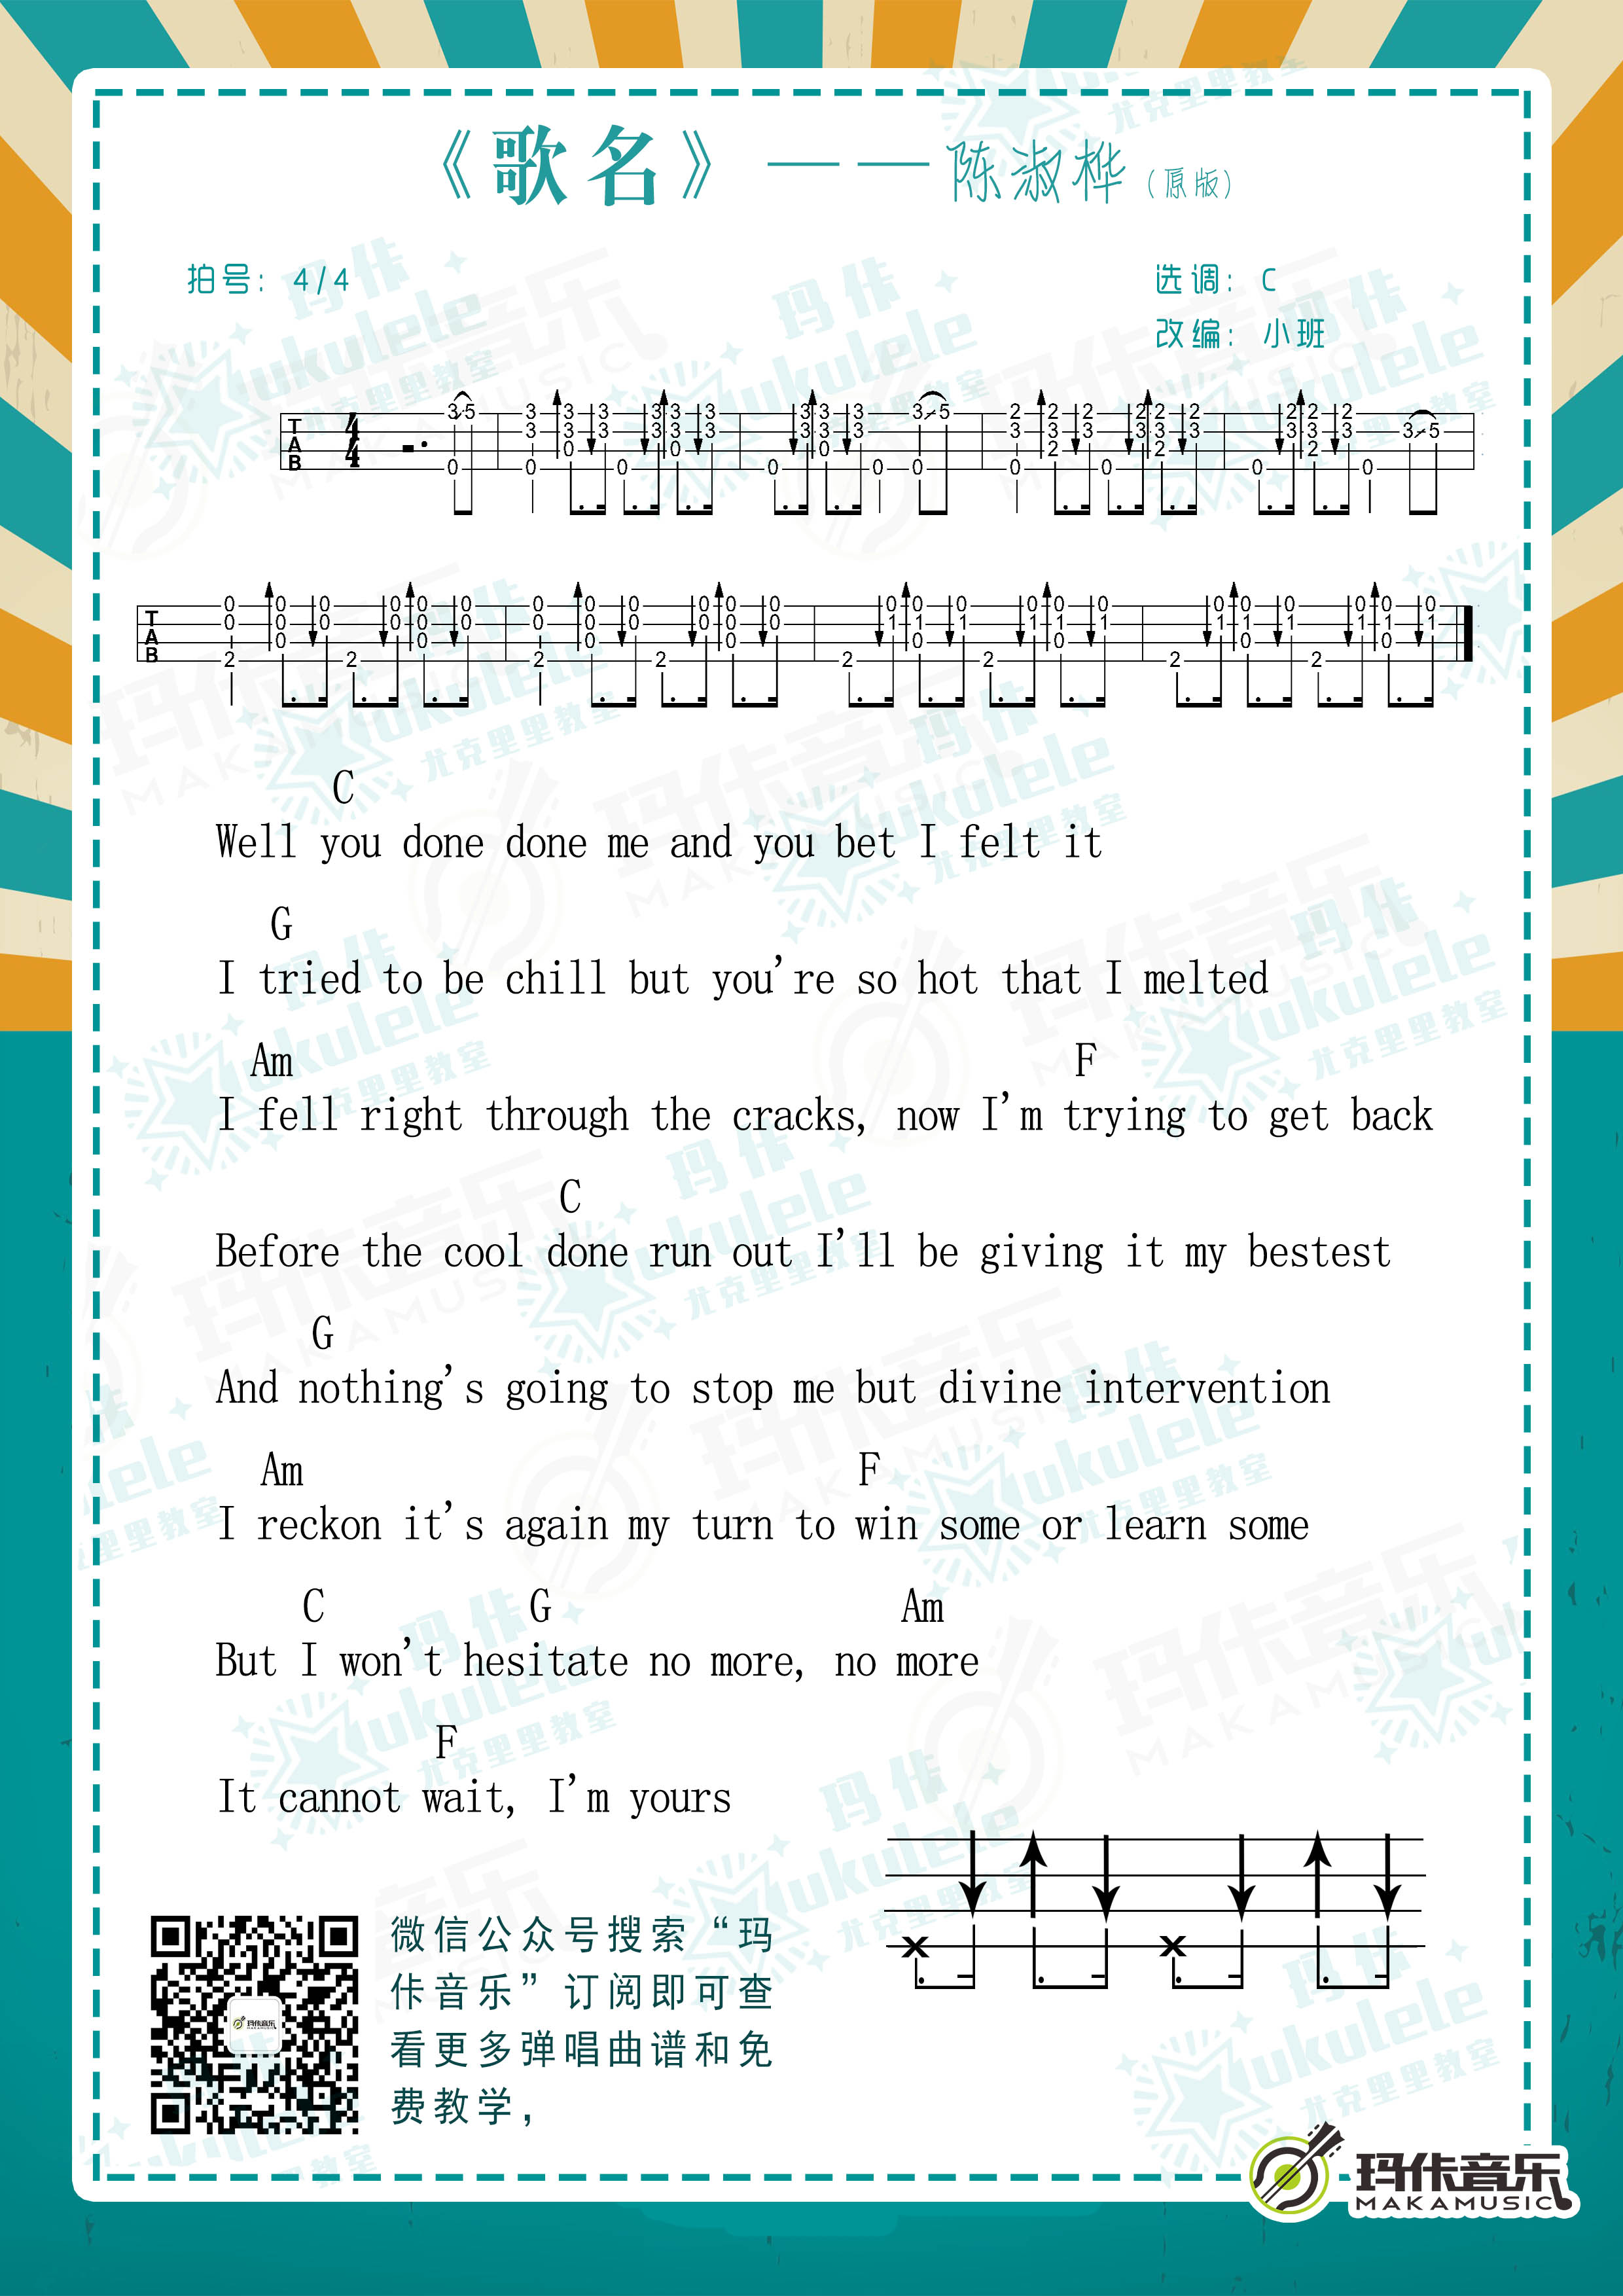 《歌名》——陈淑桦(原版)
拍号: 4/4
选调: C
改编: 小班
C
Well you done done me and you bet I felt it
G
I tried to be chill but you're so hot that I melted
Am F
I fell right through the cracks, now I'm trying to get back
C
Before the cool done run out I'll be giving it my bestest
G
And nothing's going to stop me but divine intervention
Am F
I reckon it's again my turn to win some or learn some
C G Am
But I won't hesitate no more, no more
F
It cannot wait, I'm yours
微信公众号搜索“玛
佧音乐”订阅即可查
看更多弹唱曲谱和免
费教学,
玛佧音乐
MAKAMUSIC